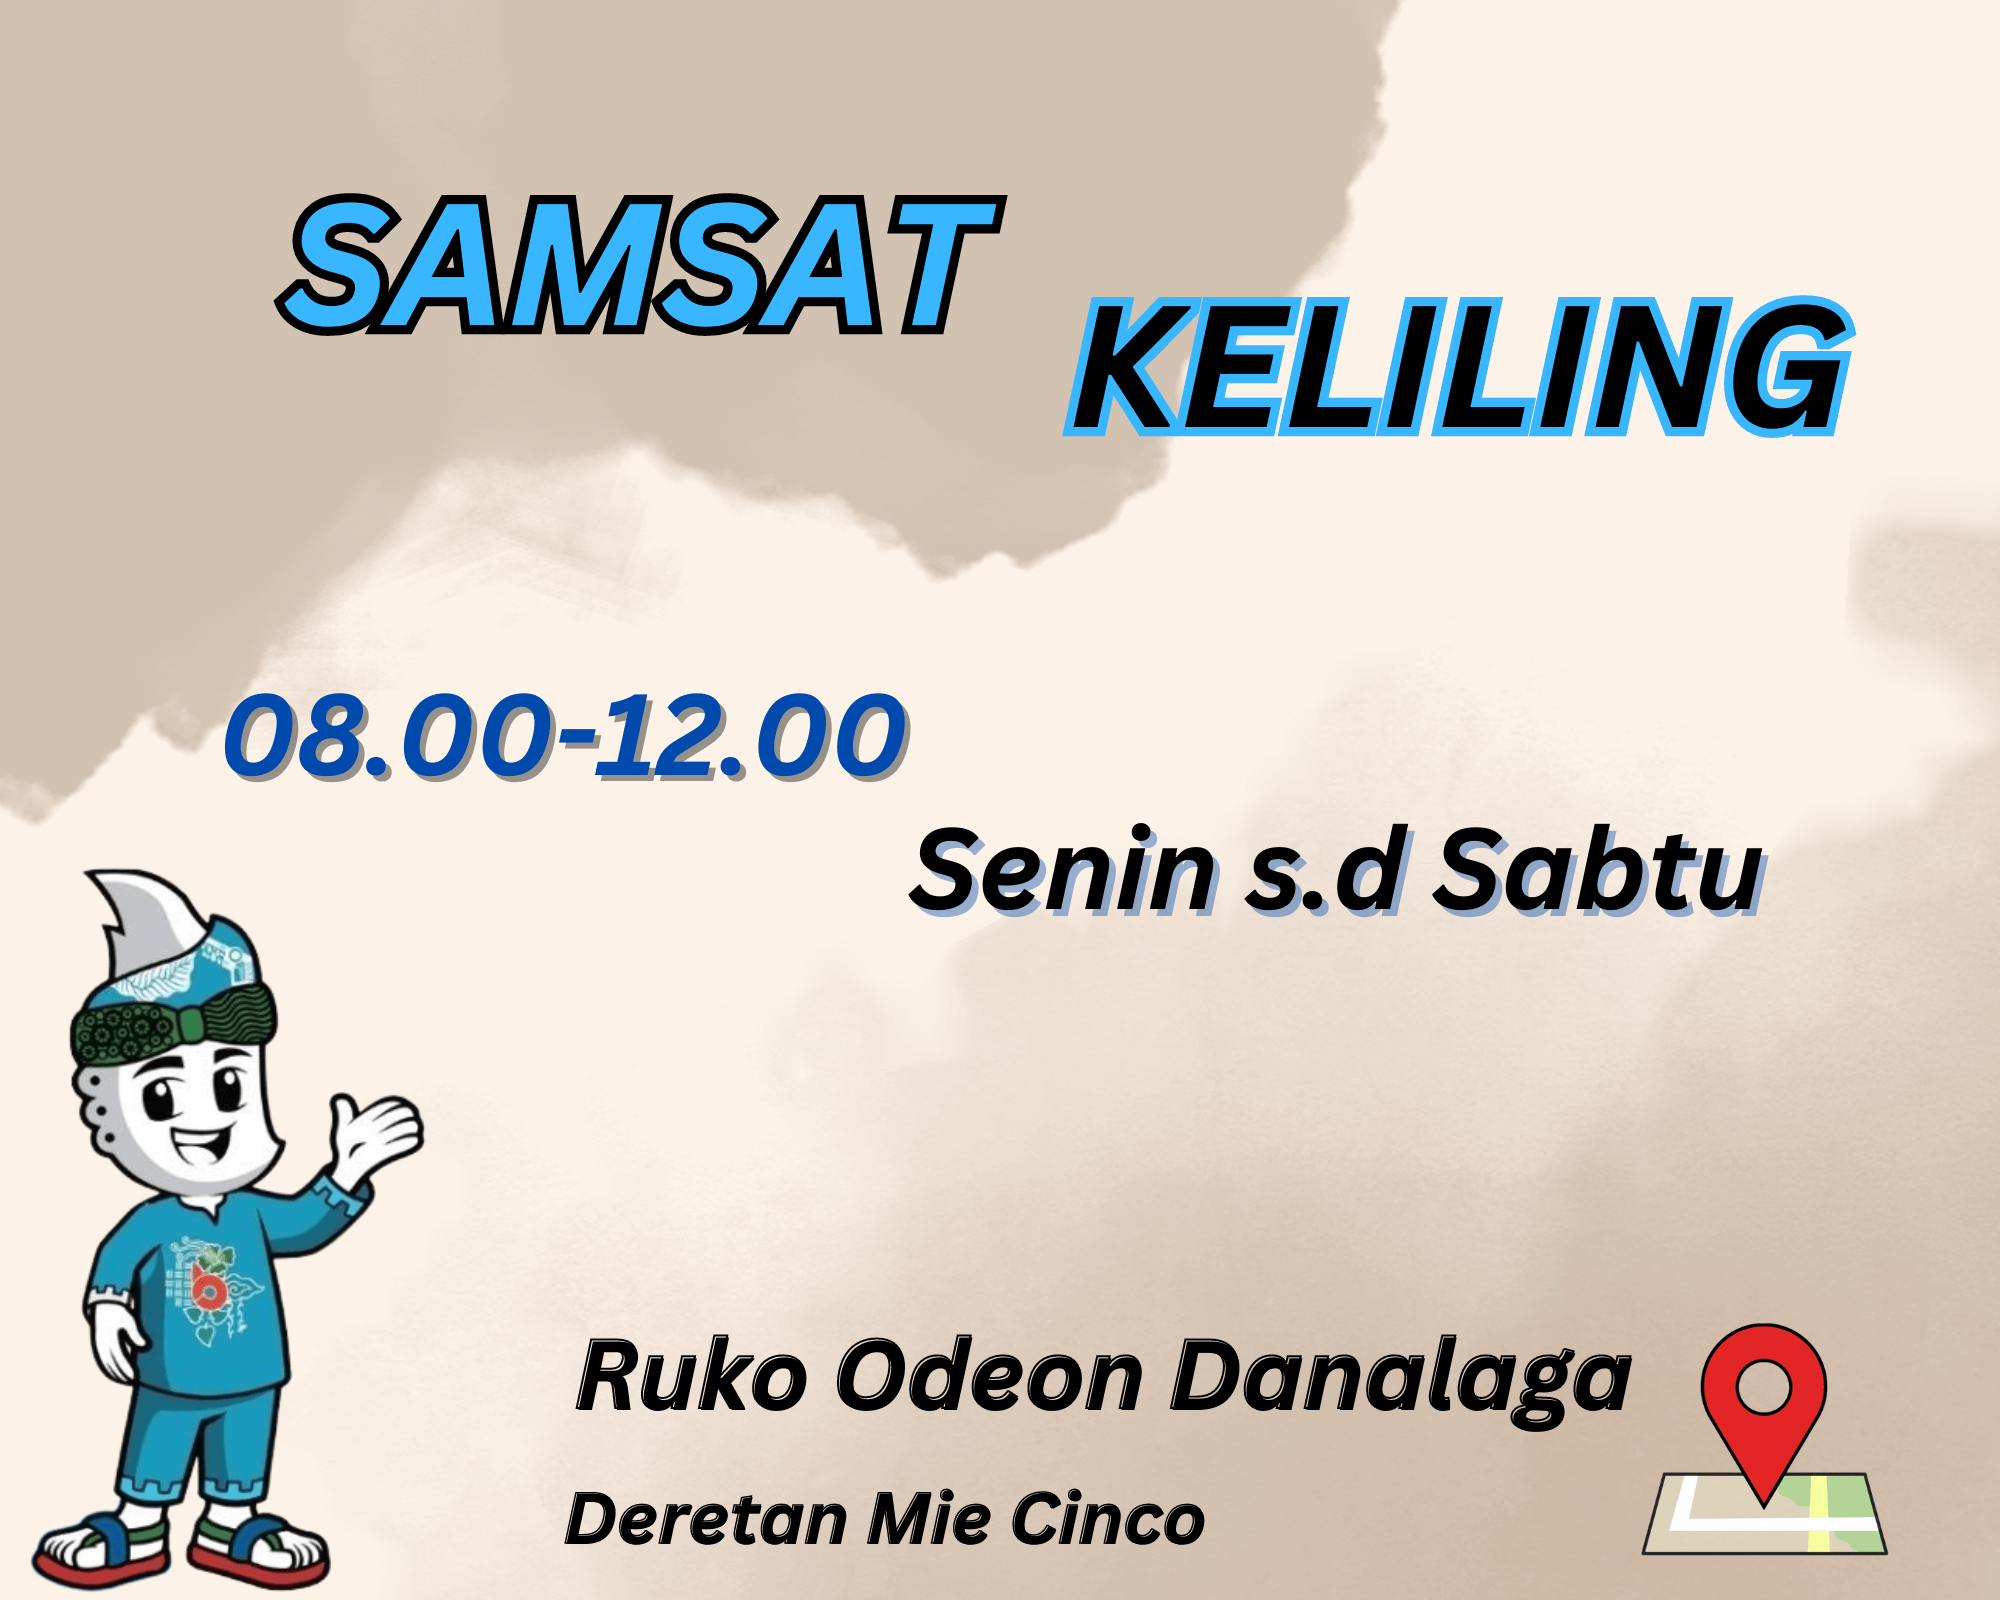 SAMSAT
KELILING
08.00-12.00
Senin s.d Sabtu
Ruko Odeon Danalaga
Deretan Mie Cinco